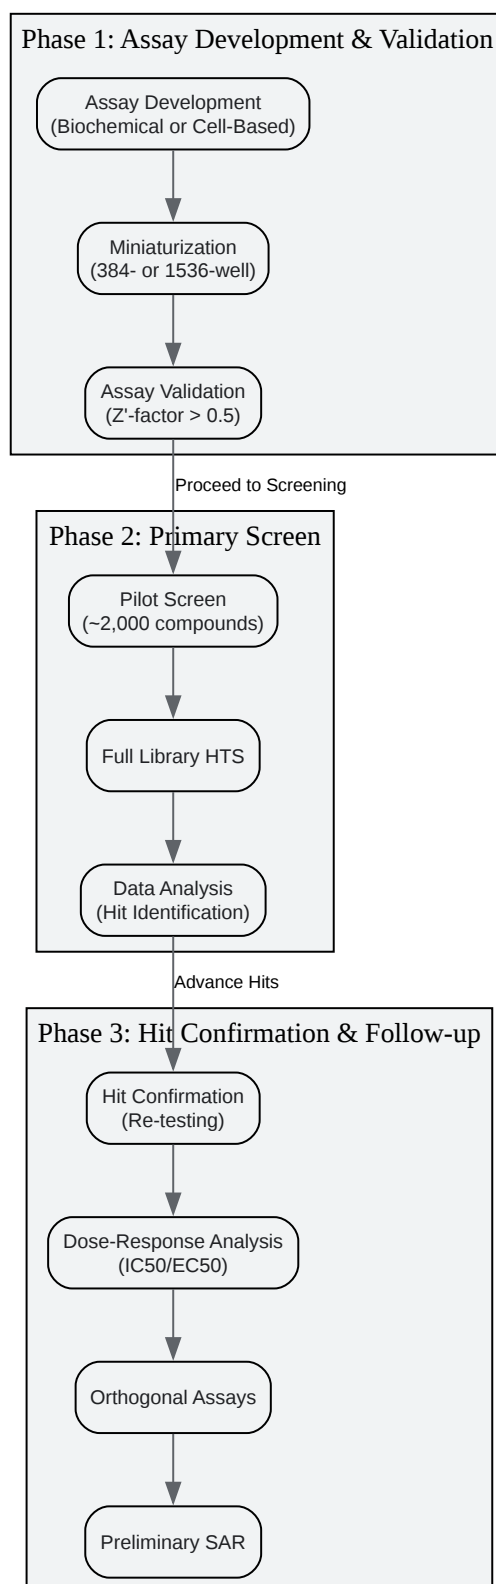 Phase 1: Assay Development & Validation
Assay Development
(Biochemical or Cell-Based)
Miniaturization
(384- or 1536-well)
Assay Validation
(Z'-factor > 0.5)
Proceed to Screening
Phase 2: Primary Screen
Pilot Screen
(~2,000 compounds)
Full Library HTS
Data Analysis
(Hit Identification)
Advance Hits
Phase 3: Hit Confirmation & Follow-up
Hit Confirmation
(Re-testing)
Dose-Response Analysis
(IC50/EC50)
Orthogonal Assays
Preliminary SAR